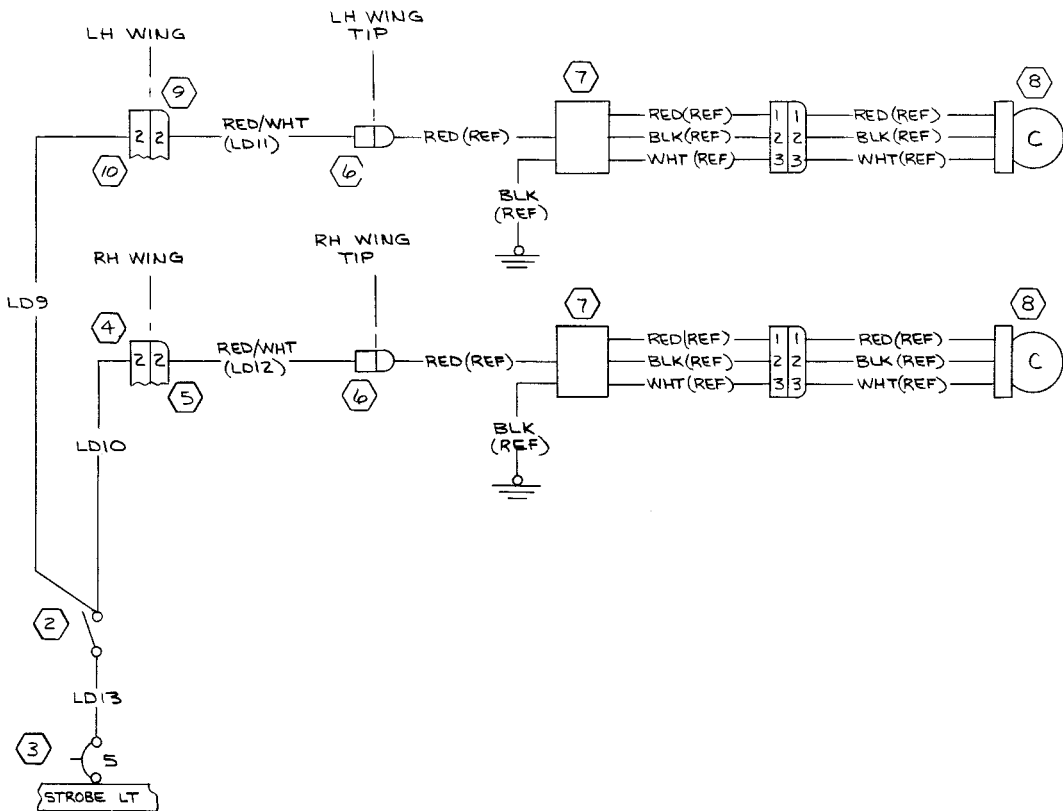 LH WING
LH WING
TIP
7
8
9
RED(REF)
1 1
RED(REF)
2 2
RED/WHT
(LD11)
RED(REF)
BLK(REF)
2 2
BLK(REF)
C
WHT(REF)
3 3
WHT(REF)
10
6
BLK
(REF)
RH WING
RH WING
TIP
LD9
7
8
4
RED(REF)
1 1
RED(REF)
2 2
RED/WHT
(LD12)
RED(REF)
BLK(REF)
2 2
BLK(REF)
C
WHT(REF)
3 3
WHT(REF)
5
6
LD10
BLK
(REF)
2
LD13
3
5
STROBE LT